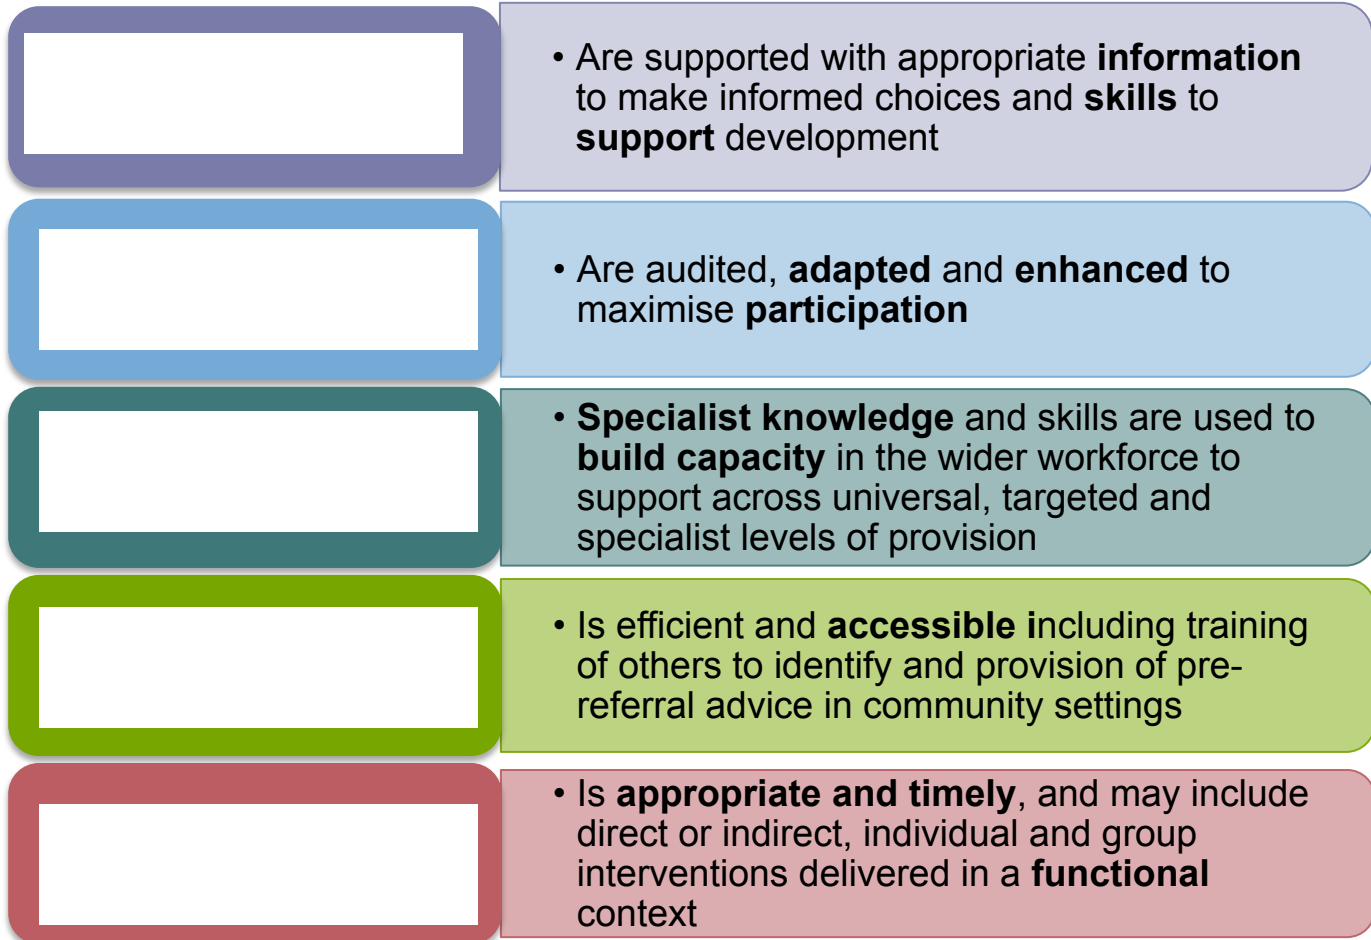 • Are supported with appropriate information
to make informed choices and skills to
support development
• Are audited, adapted and enhanced to
maximise participation
• Specialist knowledge and skills are used to
build capacity in the wider workforce to
support across universal, targeted and
specialist levels of provision
• Is efficient and accessible including training
of others to identify and provision of pre-
referral advice in community settings
• Is appropriate and timely, and may include
direct or indirect, individual and group
interventions delivered in a functional
context